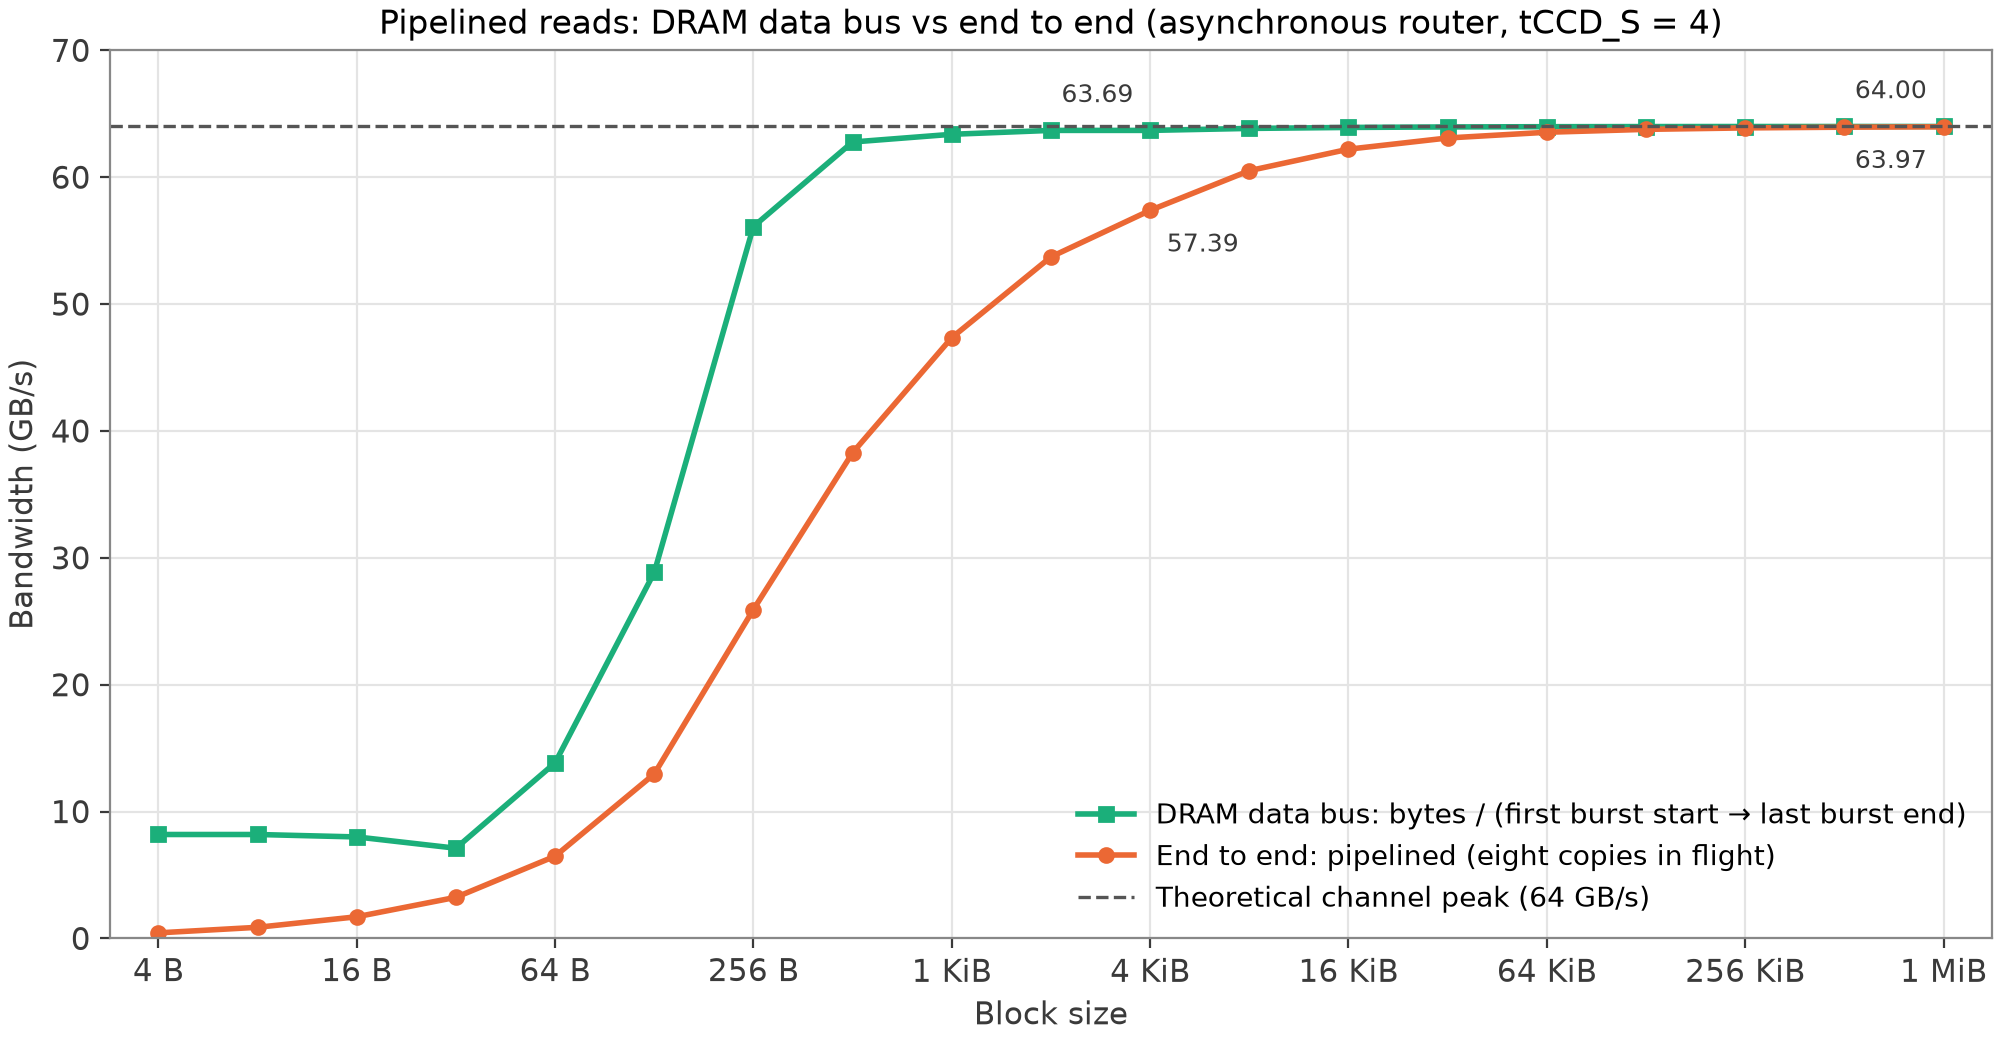 Pipelined reads: DRAM data bus vs end to end (asynchronous router, tCCD_S = 4)
70
60
50
40
30
20
10
0
Bandwidth (GB/s)
63.69
64.00
63.97
57.39
DRAM data bus: bytes / (first burst start → last burst end)
End to end: pipelined (eight copies in flight)
Theoretical channel peak (64 GB/s)
4 B 16 B 64 B 256 B 1 KiB 4 KiB 16 KiB 64 KiB 256 KiB 1 MiB
Block size